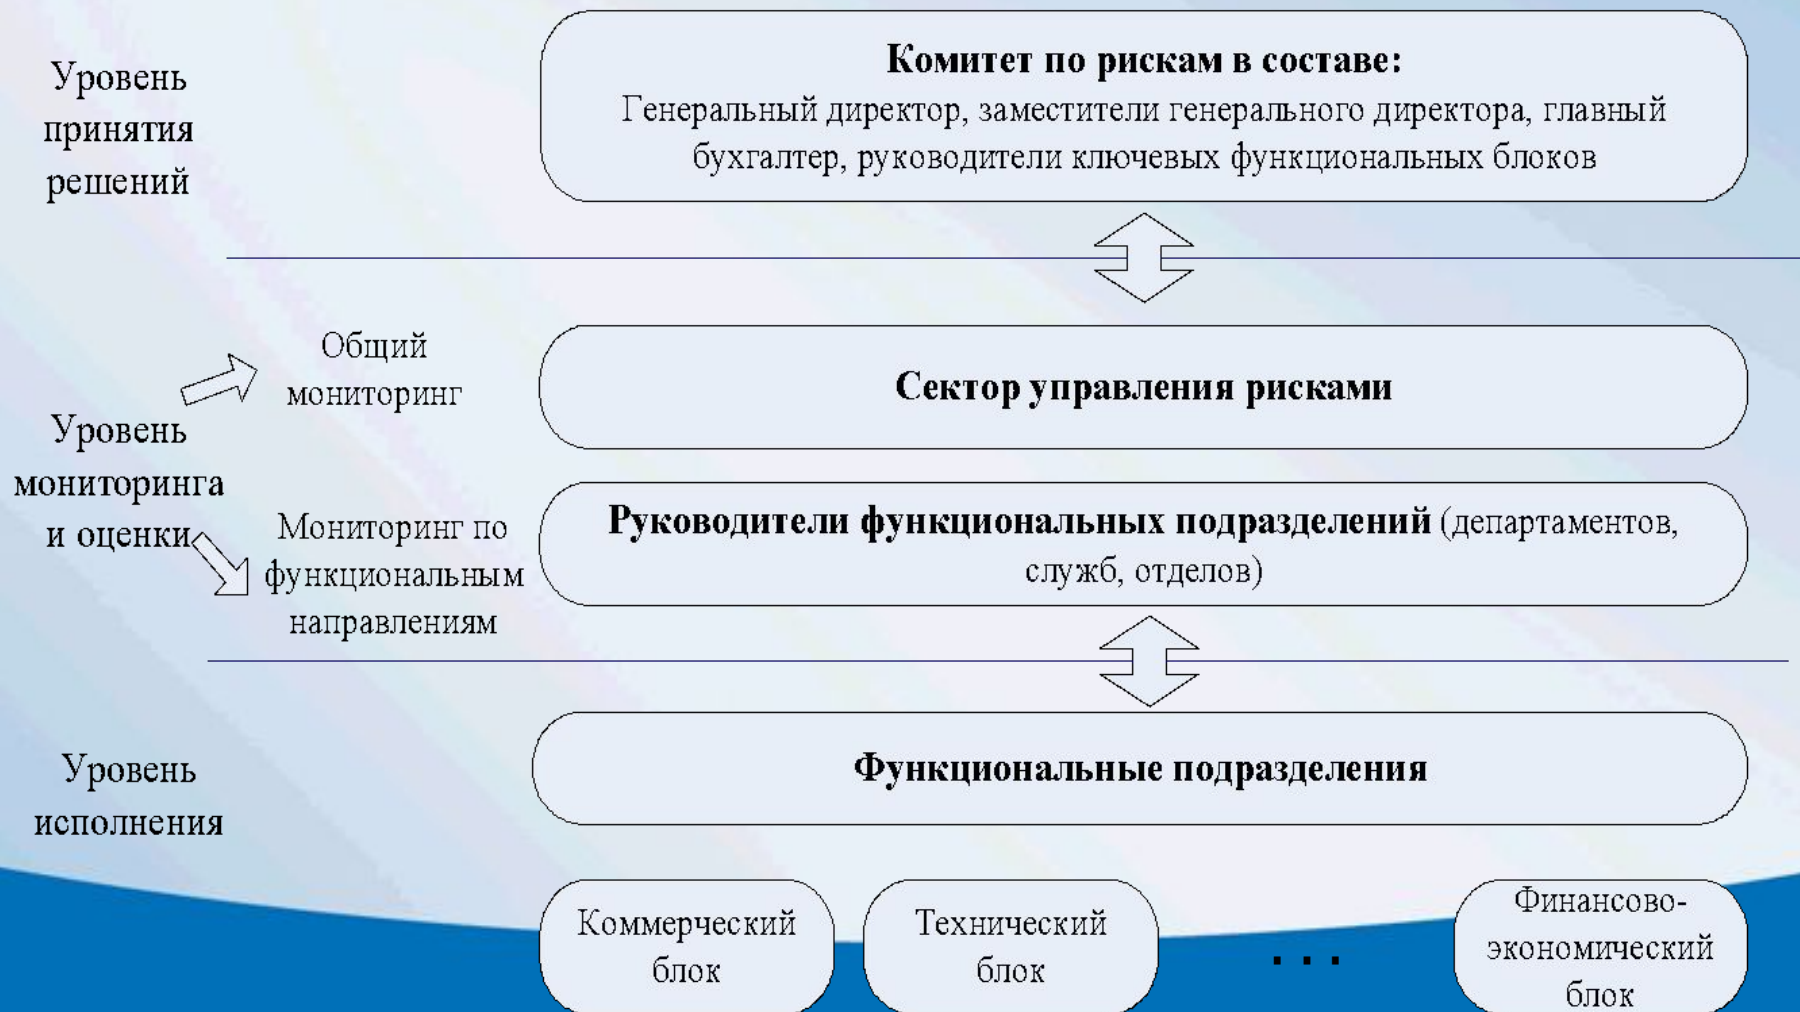 Уровень
принятия
решений
Комитет по рискам в составе:
Генеральный директор, заместители генерального директора, главный
бухгалтер, руководители ключевых функциональных блоков
Уровень
мониторинга
и оценки
Общий
мониторинг
Сектор управления рисками
Мониторинг по
функциональным
направлениям
Руководители функциональных подразделений (департаментов,
служб, отделов)
Уровень
исполнения
Функциональные подразделения
Коммерческий
блок
Технический
блок
...
Финансово-
экономический
блок